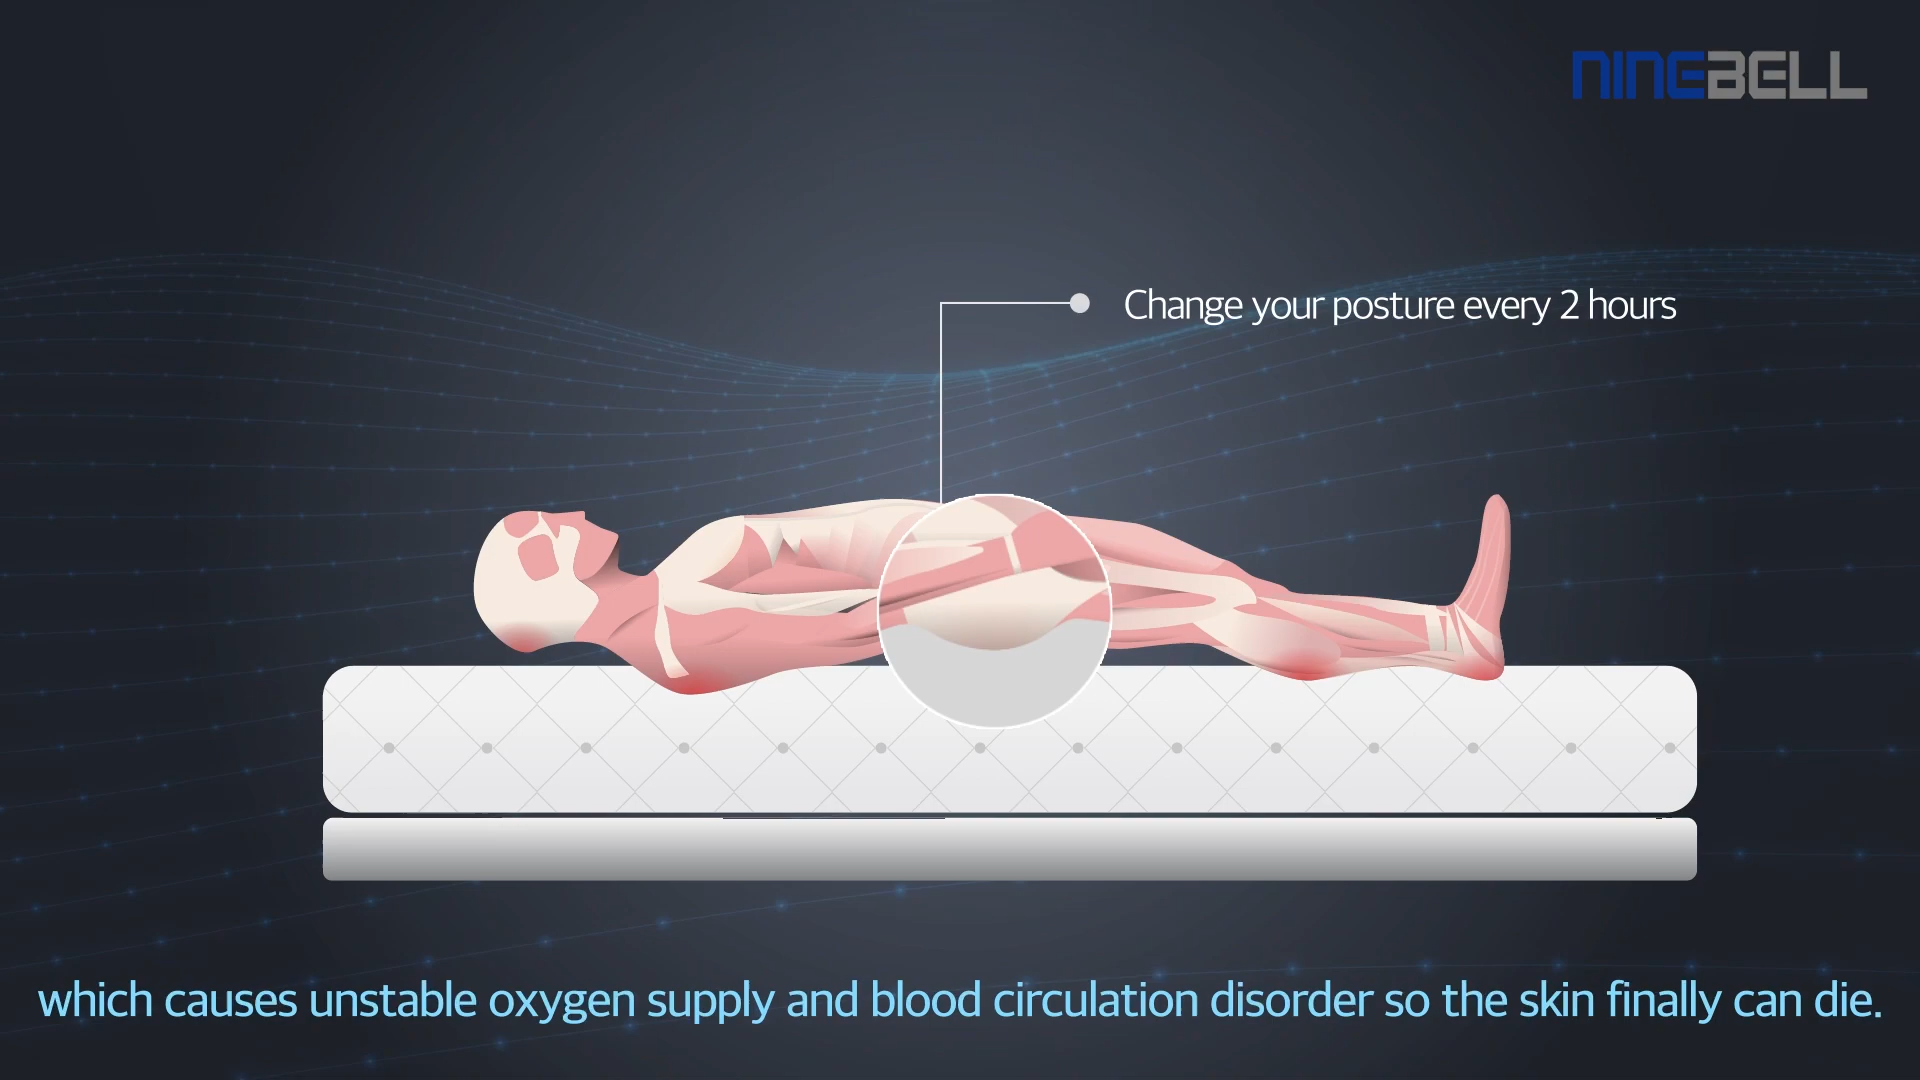 NINEBELL
Change your posture every 2 hours
which causes unstable oxygen supply and blood circulation disorder so the skin finally can die.